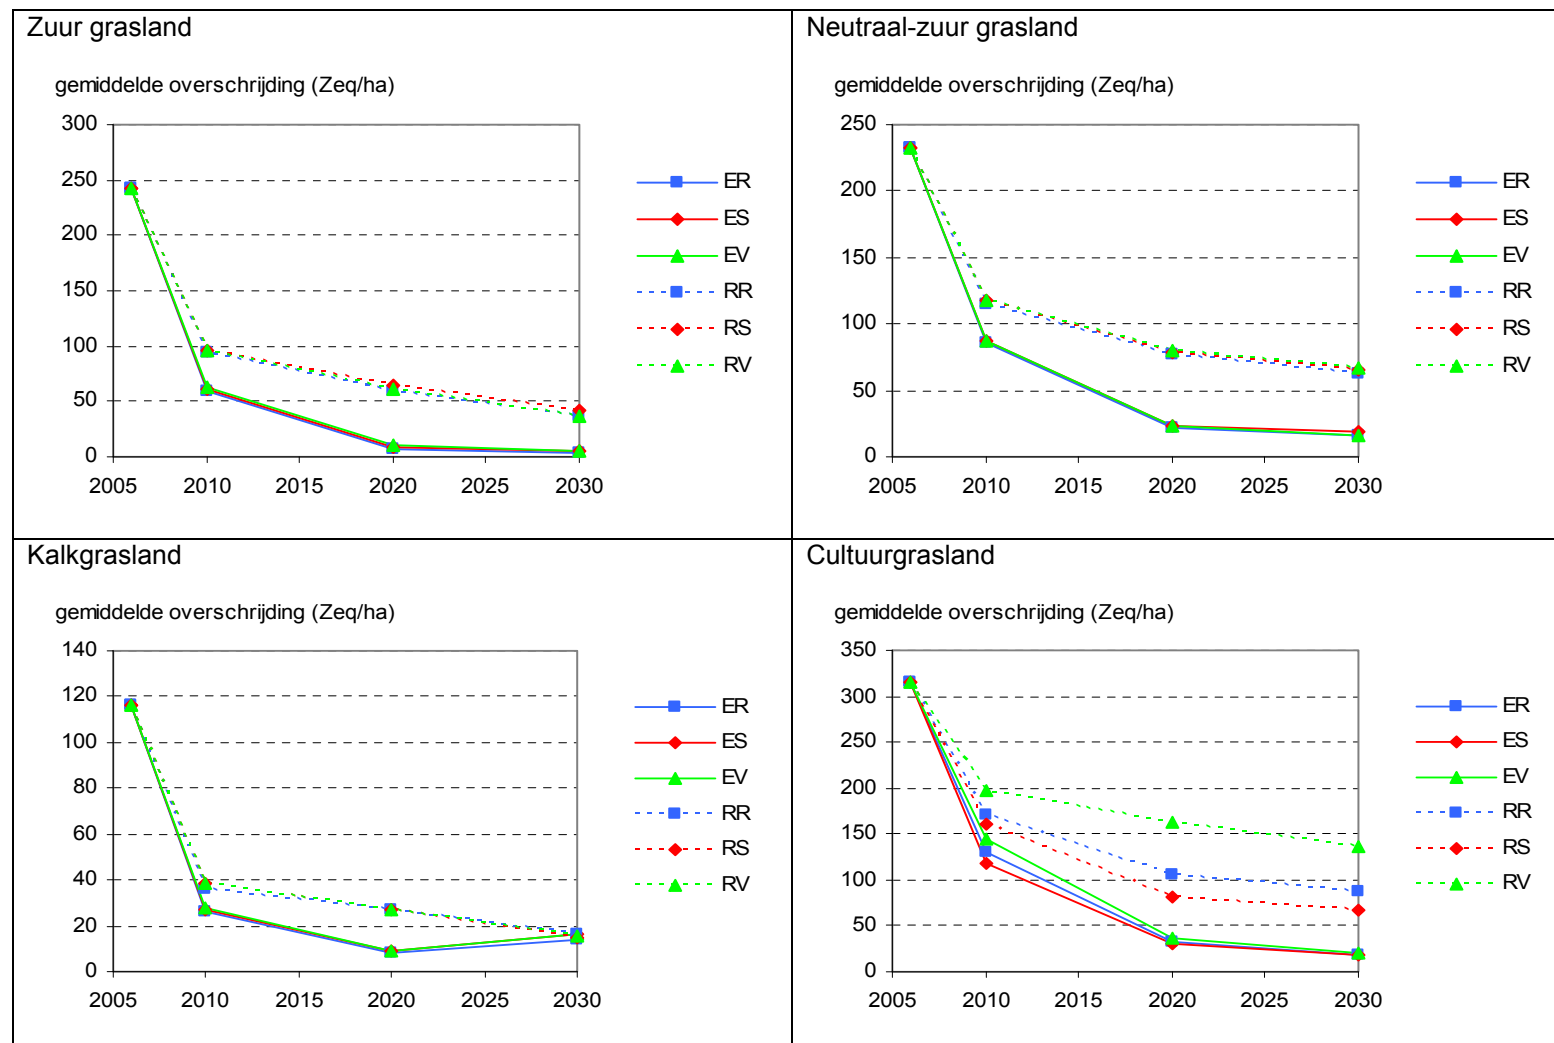 Zuur grasland
gemiddelde overschrijding (Zeq/ha)
300
250
200
150
100
50
0
2005 2010 2015 2020 2025 2030
ER
ES
EV
RR
RS
RV
Neutraal-zuur grasland
gemiddelde overschrijding (Zeq/ha)
250
200
150
100
50
0
2005 2010 2015 2020 2025 2030
ER
ES
EV
RR
RS
RV
Kalkgrasland
gemiddelde overschrijding (Zeq/ha)
140
120
100
80
60
40
20
0
2005 2010 2015 2020 2025 2030
ER
ES
EV
RR
RS
RV
Cultuurgrasland
gemiddelde overschrijding (Zeq/ha)
350
300
250
200
150
100
50
0
2005 2010 2015 2020 2025 2030
ER
ES
EV
RR
RS
RV